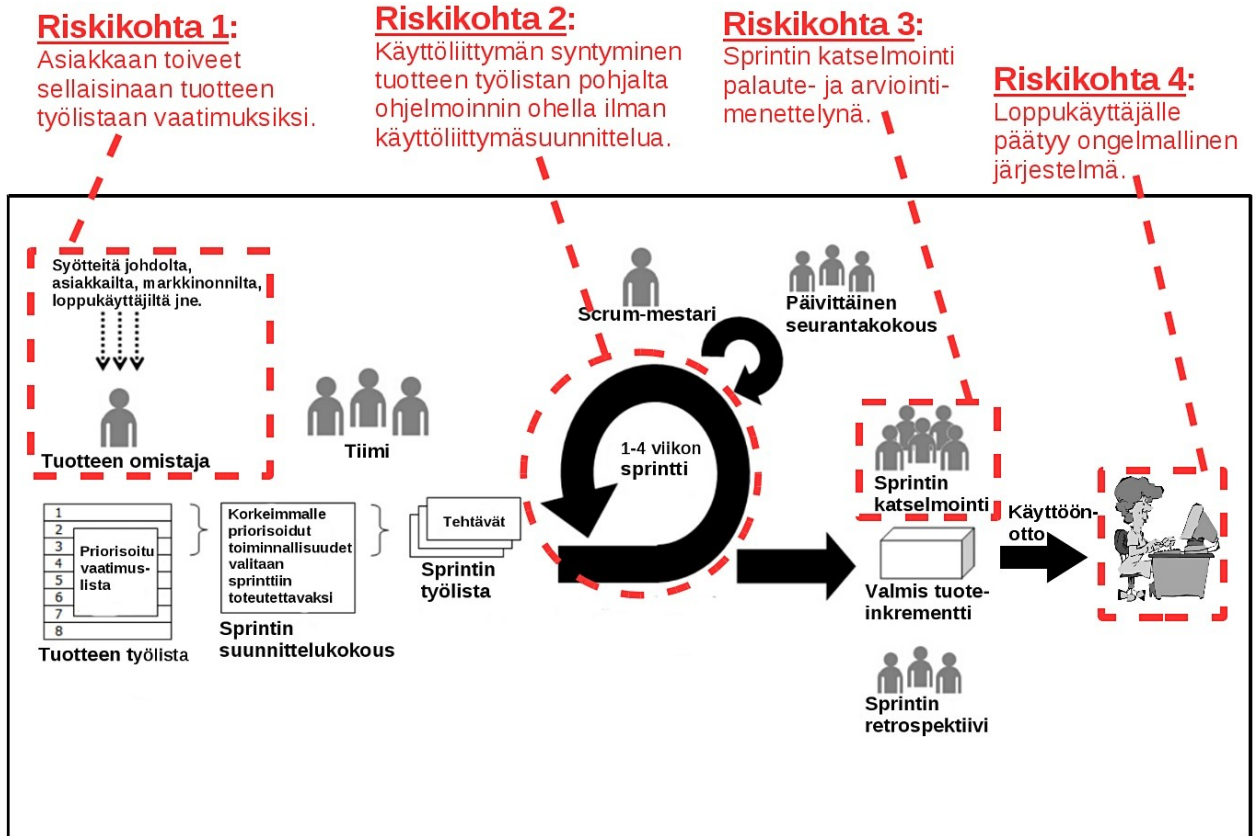 Riskikohta 1:
Asiakkaan toiveet
sellaisinaan tuotteen
työlistaan vaatimuksiksi.
Riskikohta 2:
Käyttöliittymän syntyminen
tuotteen työlistan pohjalta
ohjelmoinnin ohella ilman
käyttöliittymäsuunnittelua.
Riskikohta 3:
Sprintin katselmointi
palaute- ja arviointi-
menettelynä.
Riskikohta 4:
Loppukäyttäjälle
päätyy ongelmallinen
järjestelmä.
Syötteitä johdolta,
asiakkailta, markkinonnilta,
loppukäyttäjiltä jne.
Tuotteen omistaja
Tiimi
Scrum-mestari
Päivittäinen
seurantakokous
1-4 viikon
sprintti
Sprintin
katselmointi
1
2
3
4
5
6
7
8
Priorisoitu
vaatimus-
lista
Tuotteen työlista
Korkeimmalle
priorisoidut
toiminnallisuudet
valitaan
sprinttiin
toteutettavaksi
Sprintin
suunnittelukokous
Tehtävät
Sprintin
työlista
Valmis tuote-
inkrementti
Käyttöön-
otto
Sprintin
retrospektiivi